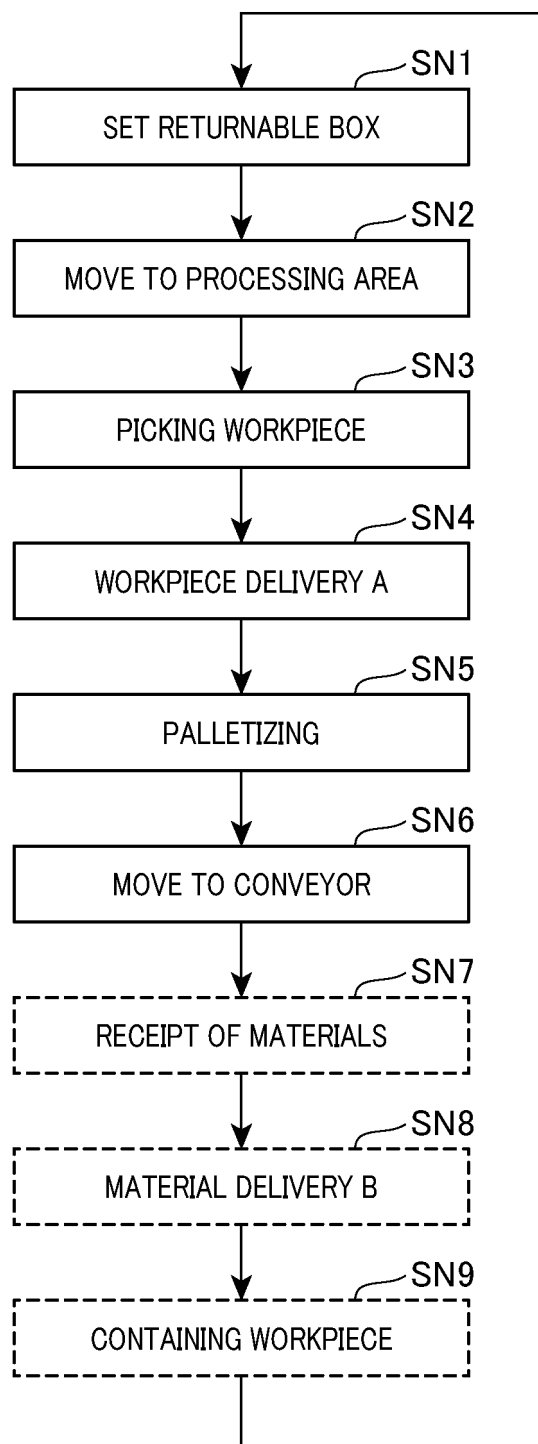 SN1
SET RETURNABLE BOX
SN2
MOVE TO PROCESSING AREA
SN3
PICKING WORKPIECE
SN4
WORKPIECE DELIVERY A
SN5
PALLETIZING
SN6
MOVE TO CONVEYOR
SN7
RECEIPT OF MATERIALS
SN8
MATERIAL DELIVERY B
SN9
CONTAINING WORKPIECE